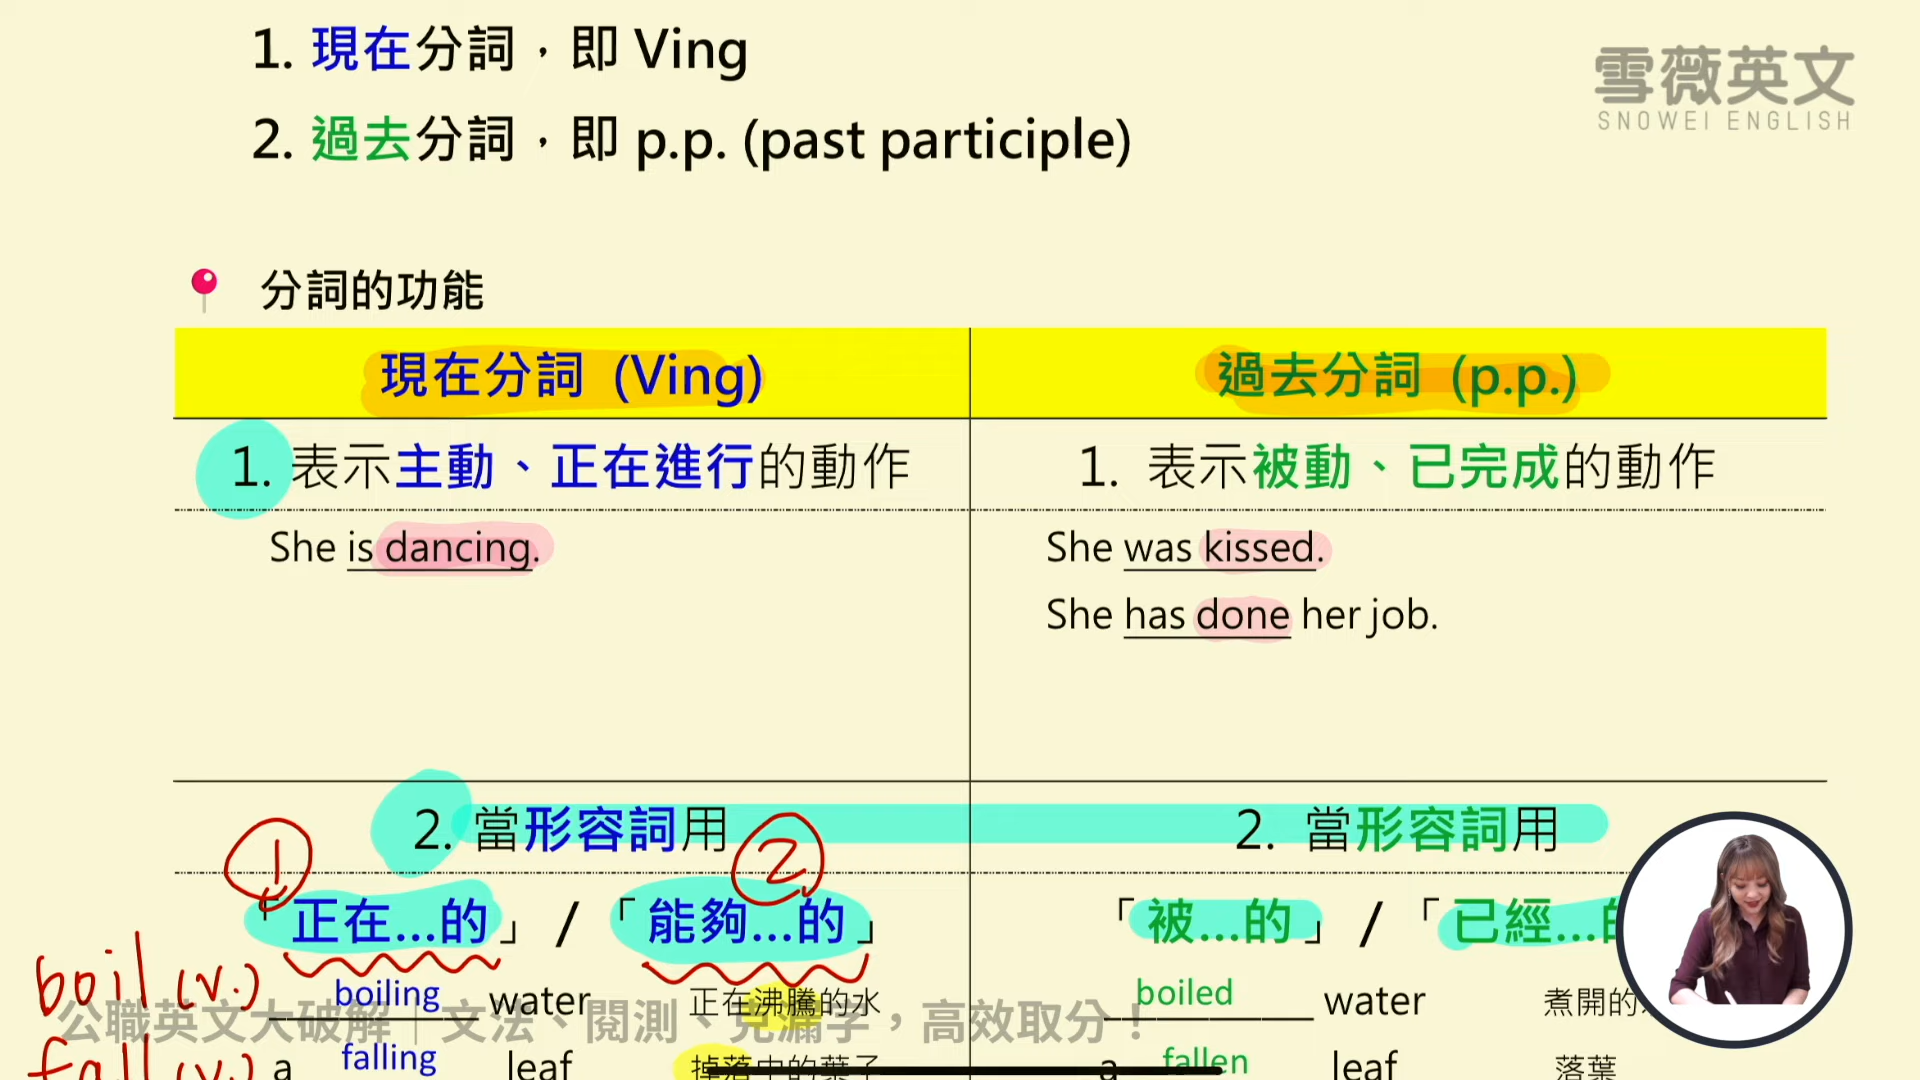 1. 現在分詞，即 Ving
2. 過去分詞，即 p.p. (past participle)
雪薇英文
SNOWEI ENGLISH
分詞的功能
現在分詞 (Ving)
過去分詞 (p.p.)
1. 表示主動、正在進行的動作
1. 表示被動、已完成的動作
She is dancing.
She was kissed.
She has done her job.
2. 當形容詞用
2. 當形容詞用
1
2
「正在...的」 / 「能夠...的」
「被...的」 / 「已經...
boil (v.)
boiling water 正在沸騰的水
boiled water 煮開的
公職英文大破解｜文法、閱測、克漏字，高效取分！
fall (v.)
a falling leaf 掉落中的葉子
a fallen leaf 落葉